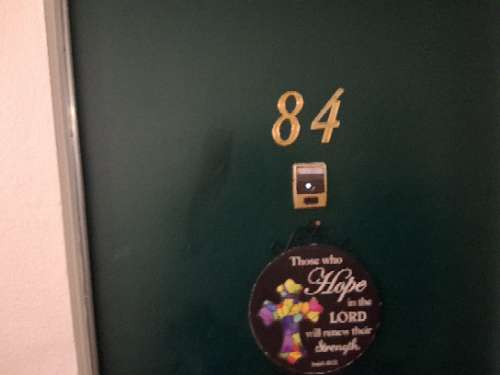 84
Those who
Hope
in the
LORD
will renew their
Strength.